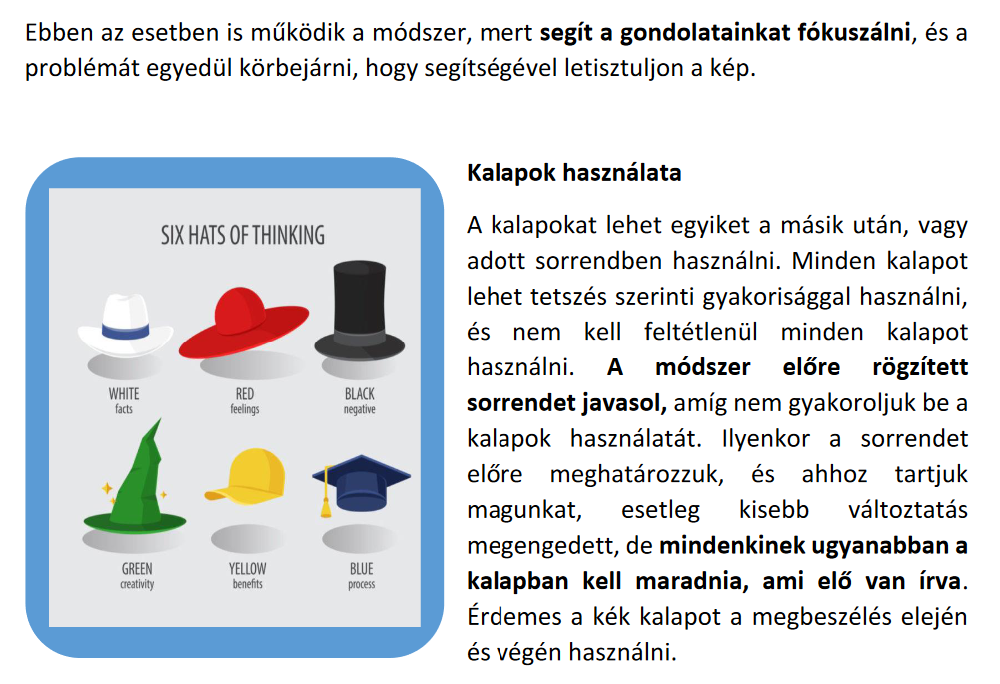 Ebben az esetben is működik a módszer, mert segít a gondolatainkat fókuszálni, és a
problémát egyedül körbejárni, hogy segítségével letisztuljon a kép.
SIX HATS OF THINKING
WHITE
facts
RED
feelings
BLACK
negative
GREEN
creativity
YELLOW
benefits
BLUE
process
Kalapok használata
A kalapokat lehet egyiket a másik után, vagy
adott sorrendben használni. Minden kalapot
lehet tetszés szerinti gyakorisággal használni,
és nem kell feltétlenül minden kalapot
használni. A módszer előre rögzített
sorrendet javasol, amíg nem gyakoroljuk be a
kalapok használatát. Ilyenkor a sorrendet
előre meghatározzuk, és ahhoz tartjuk
magunkat, esetleg kisebb változtatás
megengedett, de mindenkinek ugyanabban a
kalapban kell maradnia, ami elő van írva.
Érdemes a kék kalapot a megbeszélés elején
és végén használni.